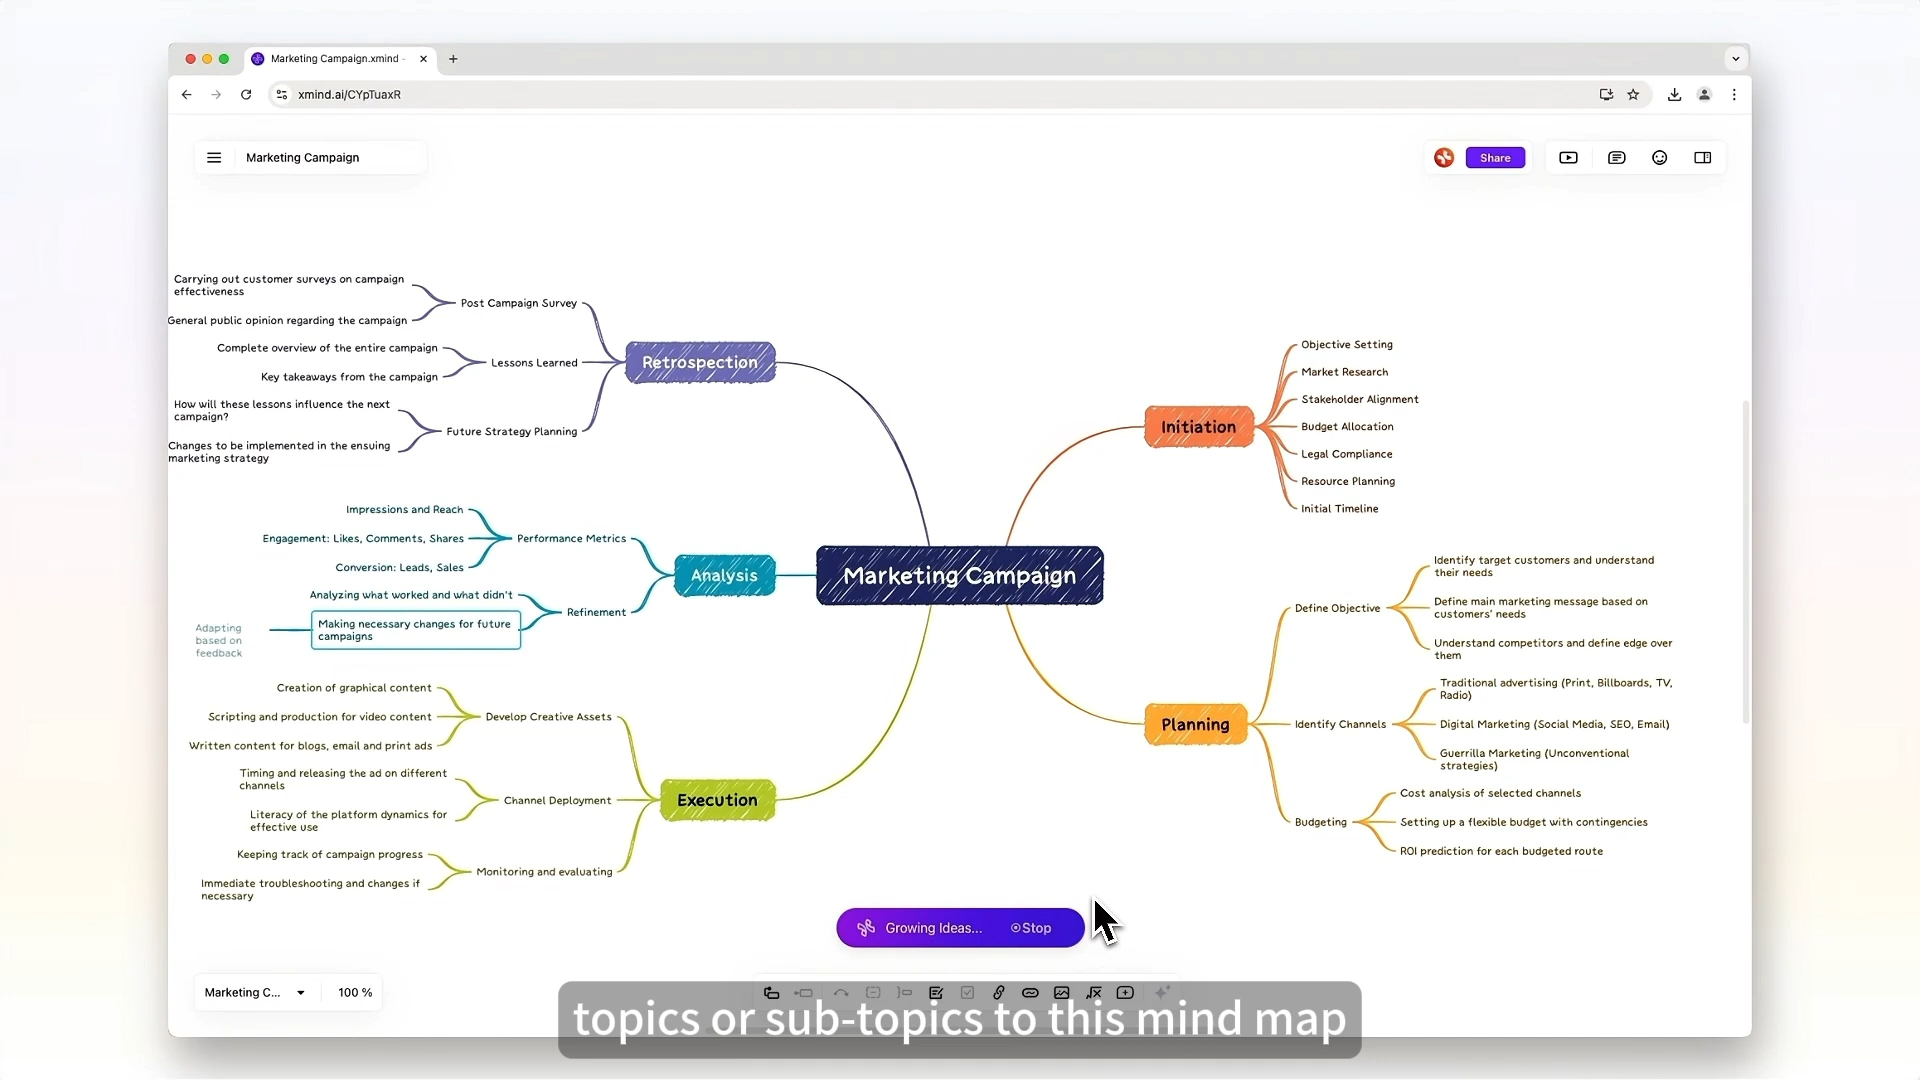 Marketing Campaign.xmind -
xmind.ai/CYpTuaxR
Marketing Campaign
Share
Carrying out customer surveys on campaign
effectiveness
General public opinion regarding the campaign
Post Campaign Survey
Complete overview of the entire campaign
Key takeaways from the campaign
Lessons Learned
How will these lessons influence the next
campaign?
Changes to be implemented in the ensuing
marketing strategy
Future Strategy Planning
Retrospection
Impressions and Reach
Engagement: Likes, Comments, Shares
Conversion: Leads, Sales
Performance Metrics
Analyzing what worked and what didn't
Making necessary changes for future
campaigns
Adapting
based on
feedback
Refinement
Analysis
Creation of graphical content
Scripting and production for video content
Written content for blogs, email and print ads
Develop Creative Assets
Timing and releasing the ad on different
channels
Literacy of the platform dynamics for
effective use
Channel Deployment
Keeping track of campaign progress
Immediate troubleshooting and changes if
necessary
Monitoring and evaluating
Execution
Marketing Campaign
Initiation
Objective Setting
Market Research
Stakeholder Alignment
Budget Allocation
Legal Compliance
Resource Planning
Initial Timeline
Planning
Define Objective
Identify target customers and understand
their needs
Define main marketing message based on
customers' needs
Understand competitors and define edge over
them
Identify Channels
Traditional advertising (Print, Billboards, TV,
Radio)
Digital Marketing (Social Media, SEO, Email)
Guerrilla Marketing (Unconventional
strategies)
Budgeting
Cost analysis of selected channels
Setting up a flexible budget with contingencies
ROI prediction for each budgeted route
Growing Ideas...
Stop
Marketing C...
100 %
topics or sub-topics to this mind map